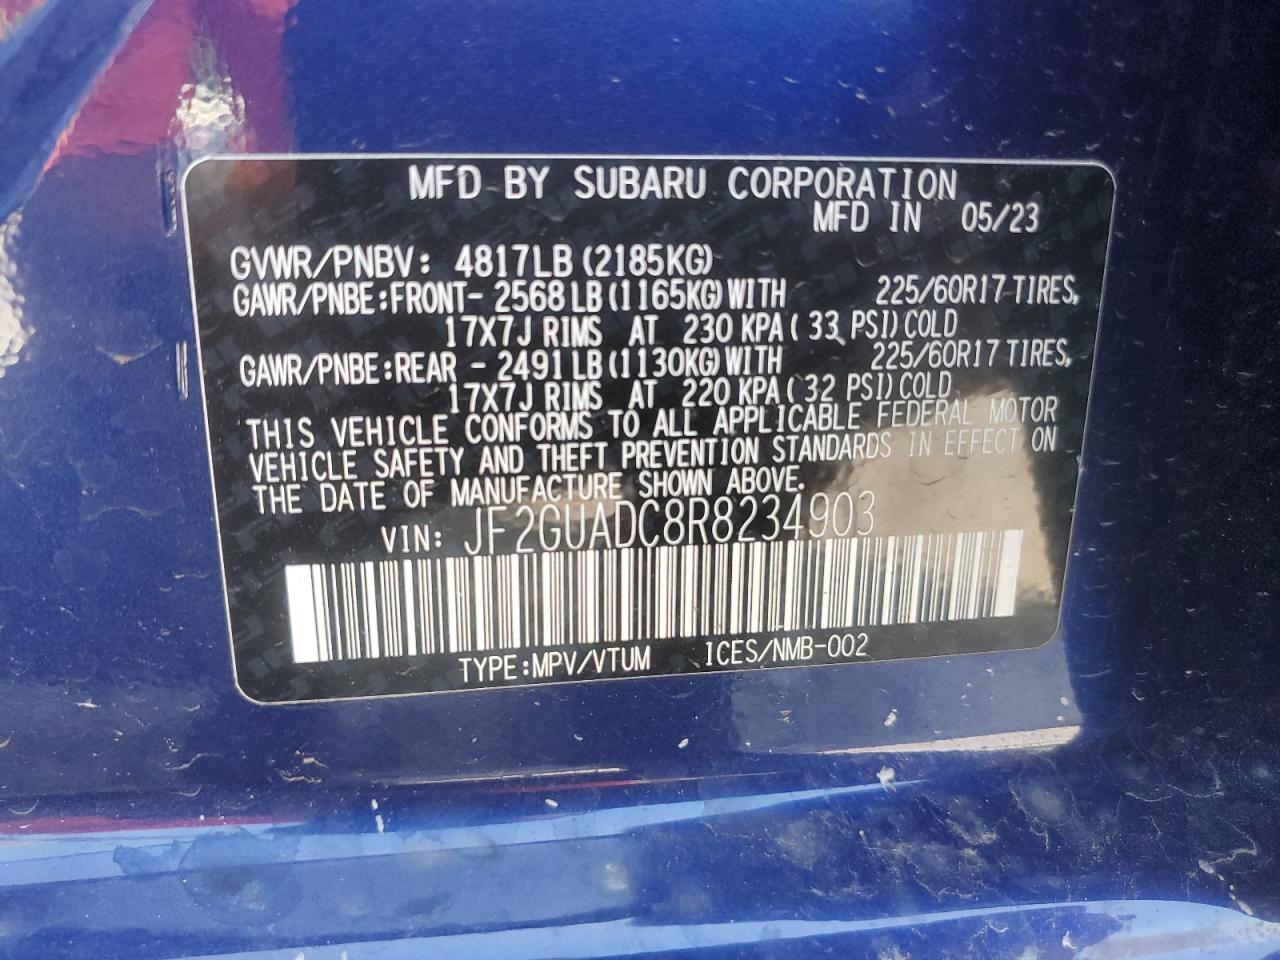 MFD BY SUBARU CORPORATION
MFD IN 05/23
GVWR/PNBV: 4817LB (2185KG)
GAWR/PNBE:FRONT- 2568 LB (1165KG) WITH 225/60R17 TIRES,
17X7J RIMS AT 230 KPA ( 33 PSI) COLD
GAWR/PNBE:REAR - 2491 LB (1130KG) WITH 225/60R17 TIRES,
17X7J RIMS AT 220 KPA ( 32 PSI) COLD
THIS VEHICLE CONFORMS TO ALL APPLICABLE FEDERAL MOTOR
VEHICLE SAFETY AND THEFT PREVENTION STANDARDS IN EFFECT ON
THE DATE OF MANUFACTURE SHOWN ABOVE.
VIN: JF2GUADC8R8234903
TYPE:MPV/VTUM ICES/NMB-002